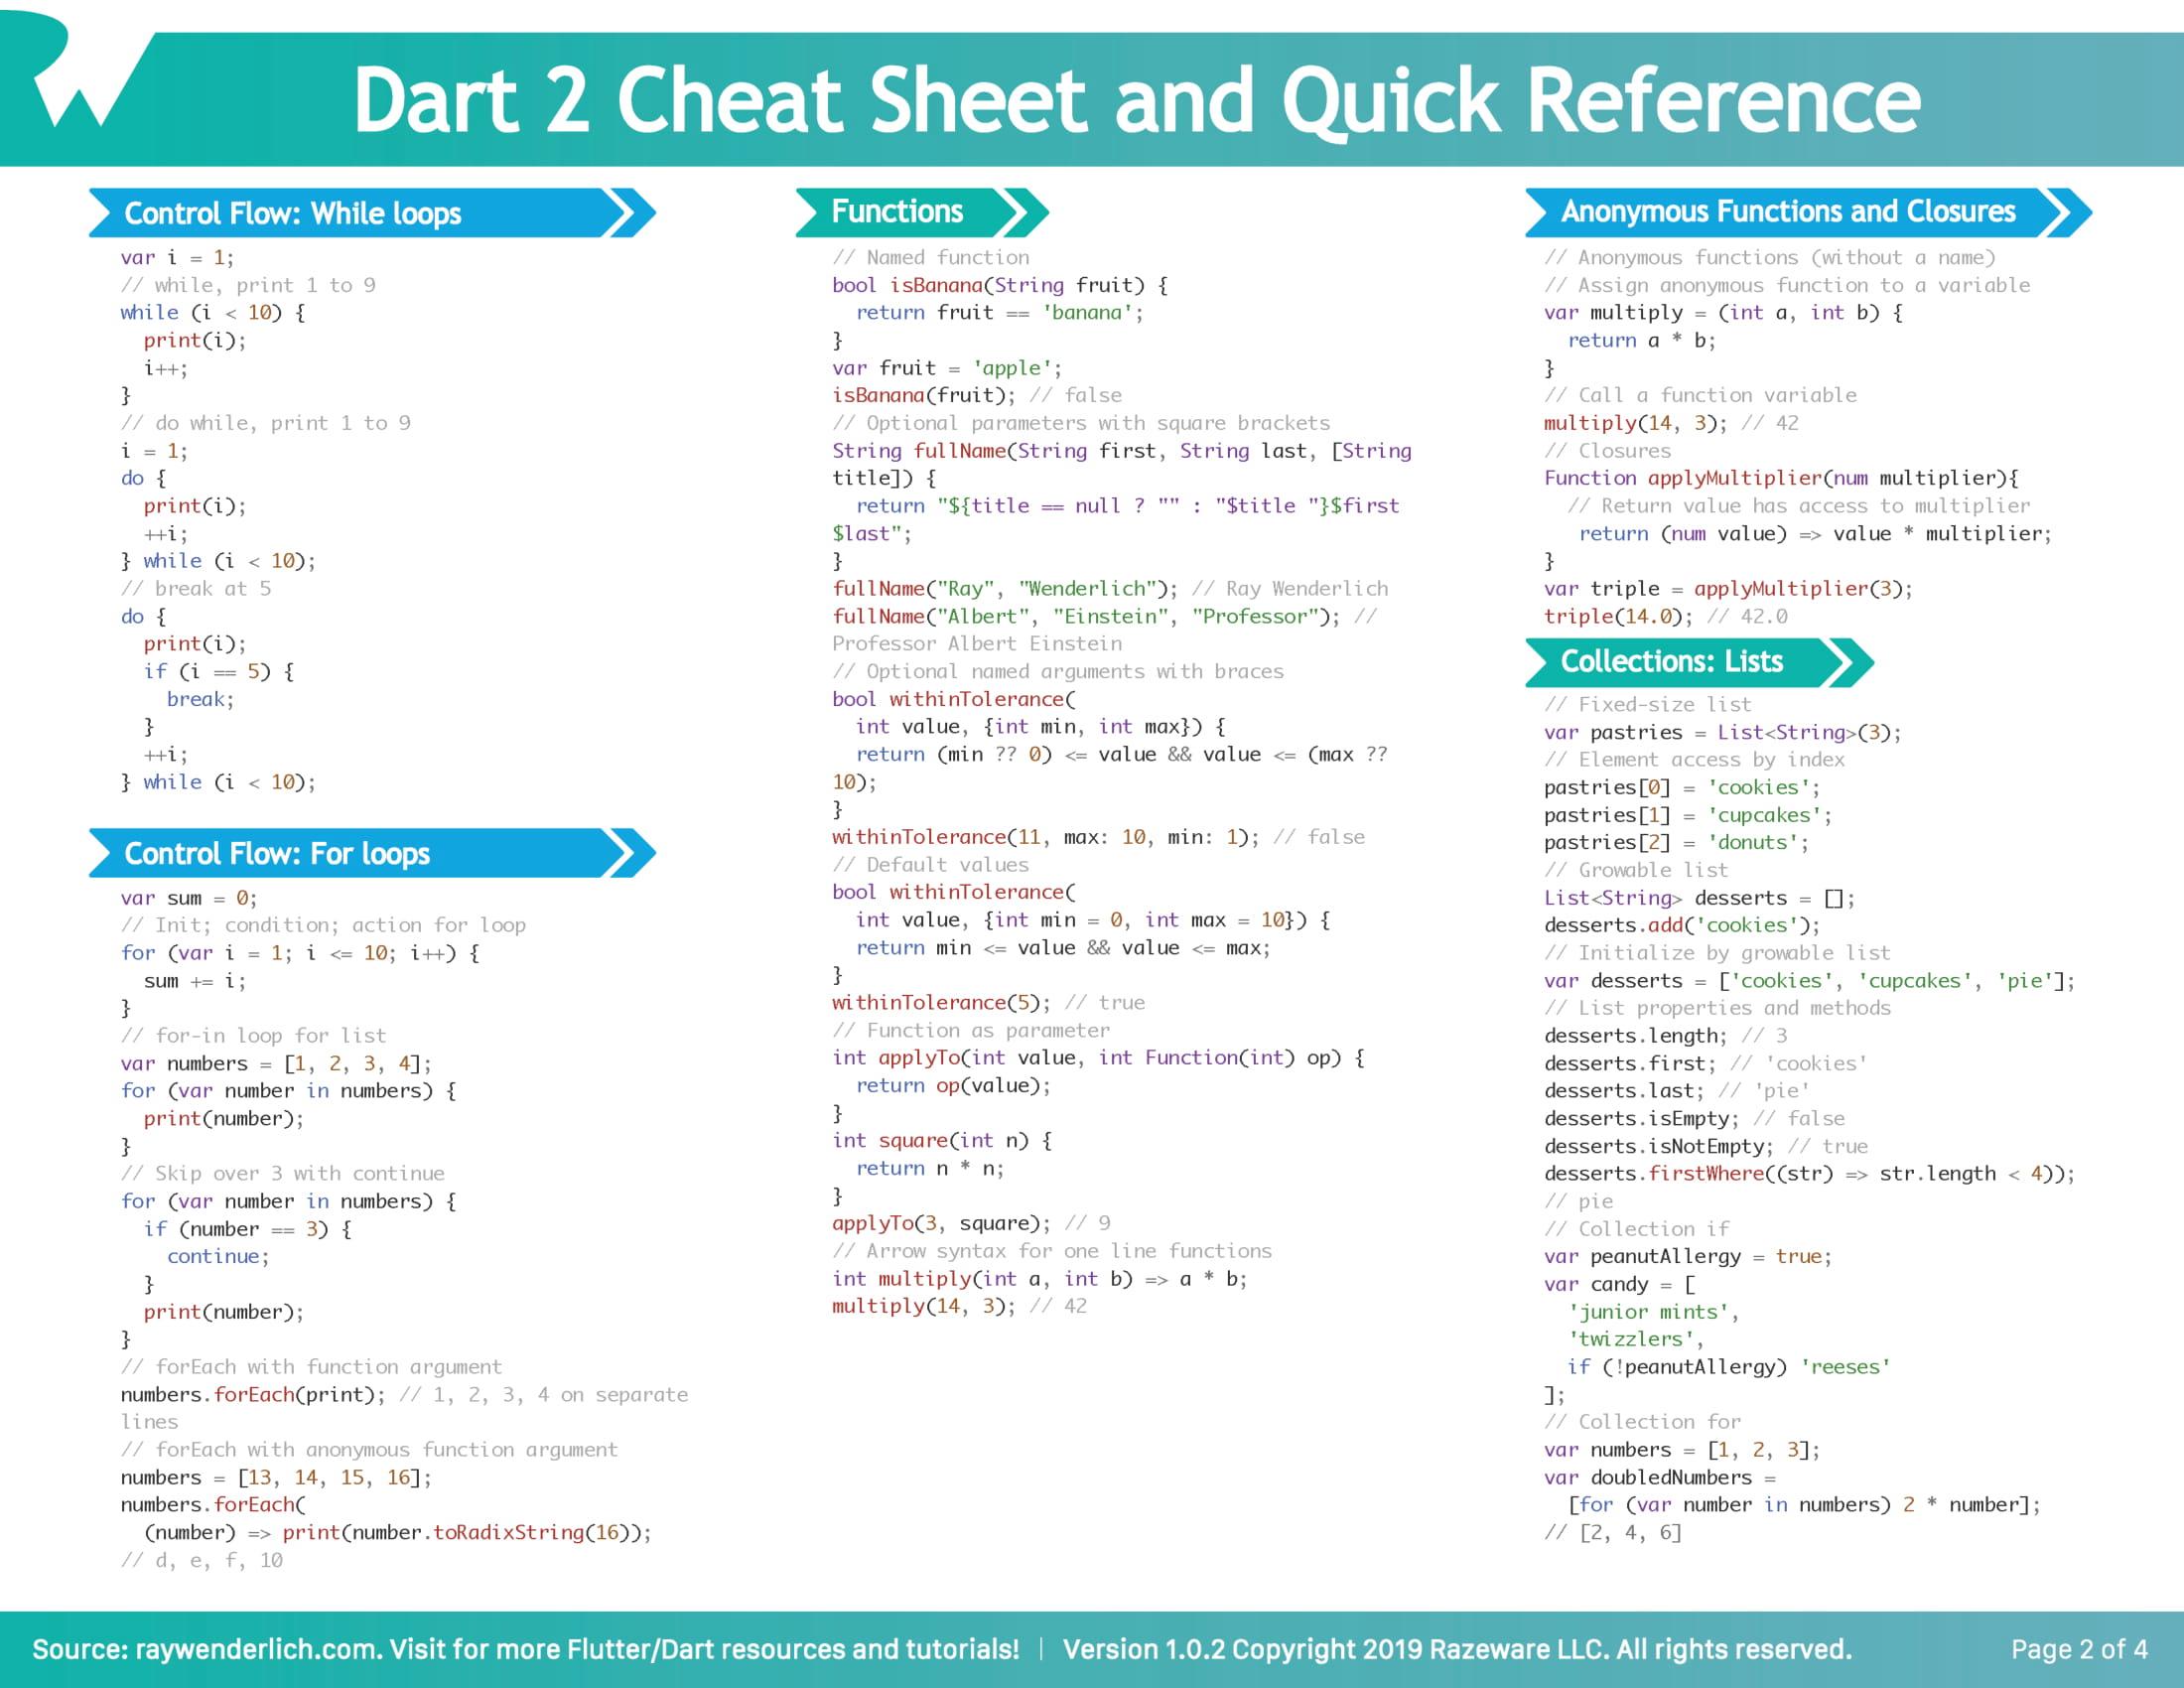 Dart 2 Cheat Sheet and Quick Reference
Control Flow: While loops
var i = 1;
// while, print 1 to 9
while (i < 10) {
  print(i);
  i++;
}
// do while, print 1 to 9
i = 1;
do {
  print(i);
  ++i;
} while (i < 10);
// break at 5
do {
  print(i);
  if (i == 5) {
    break;
  }
  ++i;
} while (i < 10);
Control Flow: For loops
var sum = 0;
// Init; condition; action for loop
for (var i = 1; i <= 10; i++) {
  sum += i;
}
// for-in loop for list
var numbers = [1, 2, 3, 4];
for (var number in numbers) {
  print(number);
}
// Skip over 3 with continue
for (var number in numbers) {
  if (number == 3) {
    continue;
  }
  print(number);
}
// forEach with function argument
numbers.forEach(print); // 1, 2, 3, 4 on separate
lines
// forEach with anonymous function argument
numbers = [13, 14, 15, 16];
numbers.forEach(
  (number) => print(number.toRadixString(16));
// d, e, f, 10
Functions
// Named function
bool isBanana(String fruit) {
  return fruit == 'banana';
}
var fruit = 'apple';
isBanana(fruit); // false
// Optional parameters with square brackets
String fullName(String first, String last, [String
title]) {
  return "${title == null ? "" : "$title "}$first
$last";
}
fullName("Ray", "Wenderlich"); // Ray Wenderlich
fullName("Albert", "Einstein", "Professor"); //
Professor Albert Einstein
// Optional named arguments with braces
bool withinTolerance(
  int value, {int min, int max}) {
  return (min ?? 0) <= value && value <= (max ??
10);
}
withinTolerance(11, max: 10, min: 1); // false
// Default values
bool withinTolerance(
  int value, {int min = 0, int max = 10}) {
  return min <= value && value <= max;
}
withinTolerance(5); // true
// Function as parameter
int applyTo(int value, int Function(int) op) {
  return op(value);
}
int square(int n) {
  return n * n;
}
applyTo(3, square); // 9
// Arrow syntax for one line functions
int multiply(int a, int b) => a * b;
multiply(14, 3); // 42
Anonymous Functions and Closures
// Anonymous functions (without a name)
// Assign anonymous function to a variable
var multiply = (int a, int b) {
  return a * b;
}
// Call a function variable
multiply(14, 3); // 42
// Closures
Function applyMultiplier(num multiplier){
  // Return value has access to multiplier
   return (num value) => value * multiplier;
}
var triple = applyMultiplier(3);
triple(14.0); // 42.0
Collections: Lists
// Fixed-size list
var pastries = List<String>(3);
// Element access by index
pastries[0] = 'cookies';
pastries[1] = 'cupcakes';
pastries[2] = 'donuts';
// Growable list
List<String> desserts = [];
desserts.add('cookies');
// Initialize by growable list
var desserts = ['cookies', 'cupcakes', 'pie'];
// List properties and methods
desserts.length; // 3
desserts.first; // 'cookies'
desserts.last; // 'pie'
desserts.isEmpty; // false
desserts.isNotEmpty; // true
desserts.firstWhere((str) => str.length < 4));
// pie
// Collection if
var peanutAllergy = true;
var candy = [
  'junior mints',
  'twizzlers',
  if (!peanutAllergy) 'reeses'
];
// Collection for
var numbers = [1, 2, 3];
var doubledNumbers =
  [for (var number in numbers) 2 * number];
// [2, 4, 6]
Source: raywenderlich.com. Visit for more Flutter/Dart resources and tutorials! | Version 1.0.2 Copyright 2019 Razeware LLC. All rights reserved. Page 2 of 4